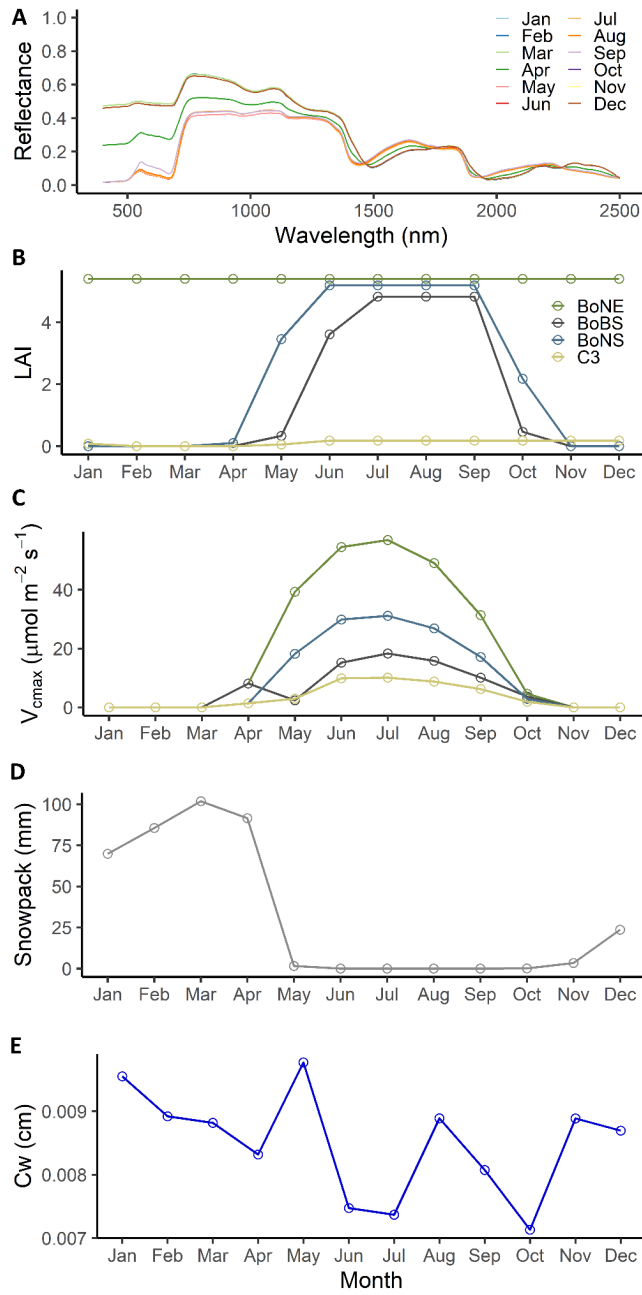 A
1.0
0.8
0.6
0.4
0.2
0.0
Reflectance
Jan
Feb
Mar
Apr
May
Jun
Jul
Aug
Sep
Oct
Nov
Dec
500 1000 1500 2000 2500
Wavelength (nm)
B
4
2
0
LAI
BoNE
BoBS
BoNS
C3
Jan Feb Mar Apr May Jun Jul Aug Sep Oct Nov Dec
C
40
20
0
Vcmax (μmol m−2 s−1)
Jan Feb Mar Apr May Jun Jul Aug Sep Oct Nov Dec
D
100
75
50
25
0
Snowpack (mm)
Jan Feb Mar Apr May Jun Jul Aug Sep Oct Nov Dec
E
0.009
0.008
0.007
Cw (cm)
Jan Feb Mar Apr May Jun Jul Aug Sep Oct Nov Dec
Month